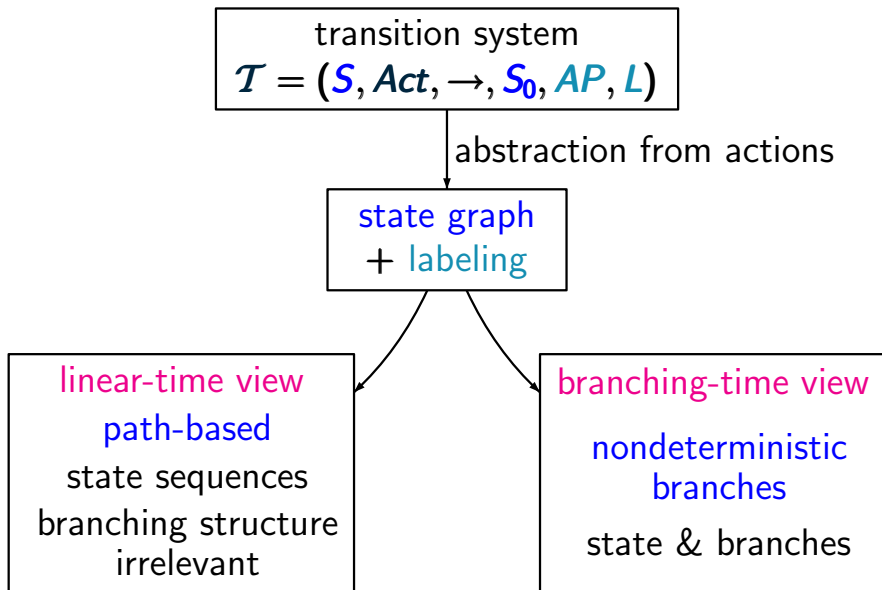 transition system
𝒯 = (S, Act, →, S₀, AP, L)
abstraction from actions
state graph
+ labeling
linear-time view
path-based
state sequences
branching structure
irrelevant
branching-time view
nondeterministic
branches
state & branches